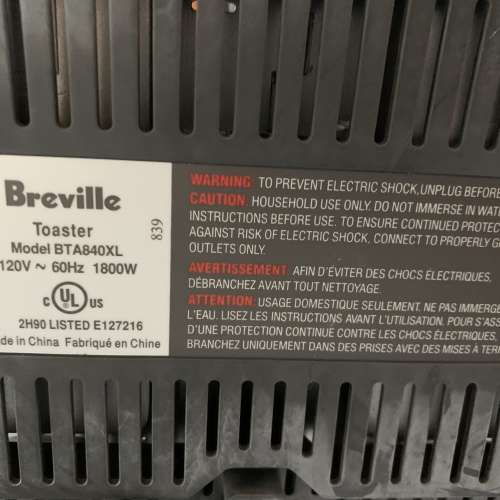 Breville
Toaster
Model BTA840XL
120V ~ 60Hz 1800W
839
C UL US
2H90 LISTED E127216
de in China Fabriqué en Chine
WARNING: TO PREVENT ELECTRIC SHOCK, UNPLUG BEFORE
CAUTION: HOUSEHOLD USE ONLY. DO NOT IMMERSE IN WAT
INSTRUCTIONS BEFORE USE. TO ENSURE CONTINUED PROTEC
AGAINST RISK OF ELECTRIC SHOCK, CONNECT TO PROPERLY G
OUTLETS ONLY.
AVERTISSEMENT: AFIN D'ÉVITER DES CHOCS ÉLECTRIQUES,
DÉBRANCHEZ AVANT TOUT NETTOYAGE.
ATTENTION: USAGE DOMESTIQUE SEULEMENT. NE PAS IMMERGE
L'EAU. LISEZ LES INSTRUCTIONS AVANT L'UTILISATION. POUR S'ASS
D'UNE PROTECTION CONTINUE CONTRE LES CHOCS ÉLECTRIQUES,
BRANCHEZ UNIQUEMENT DANS DES PRISES AVEC DES MISES À TERR